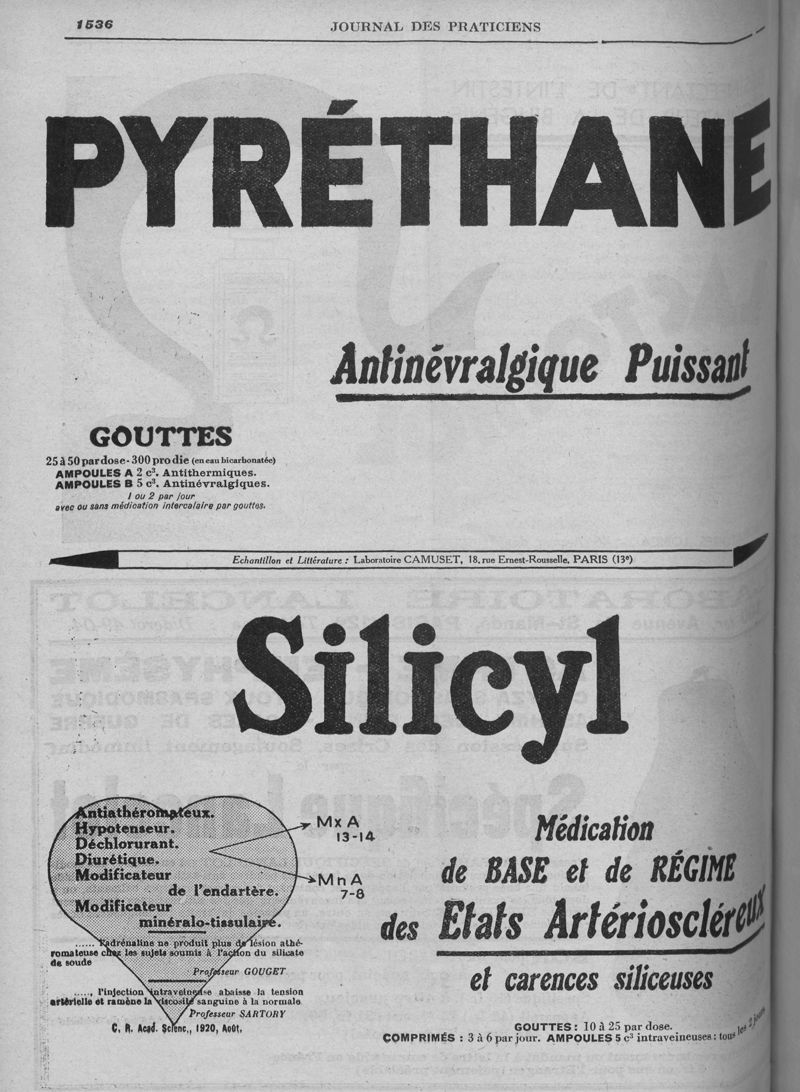 1536
JOURNAL DES PRATICIENS
PYRÉTHANE
Antinévralgique Puissant
GOUTTES
25 à 50 par dose - 300 pro die (en eau bicarbonatée)
AMPOULES A 2 c³. Antithermiques.
AMPOULES B 5 c³. Antinévralgiques.
1 ou 2 par jour
avec ou sans médication intercalaire par gouttes.
Echantillon et Littérature : Laboratoire CAMUSET, 18, rue Ernest-Rousselle, PARIS (13e)
Silicyl
Antiathéromateux.
Hypotenseur.
Déchlorurant.
Diurétique.
Modificateur
de l'endartère.
Modificateur
minéralo-tissulaire.
MxA
13-14
MnA
7-8
...... l'adrénaline ne produit plus de lésion athé-
romateuse chez les sujets soumis à l'action du silicate
de soude
Professeur GOUGET
....., l'injection intraveineuse abaisse la tension
artérielle et ramène la viscosité sanguine à la normale
Professeur SARTORY
C. R. Acad. Scienc., 1920, Août.
Médication
de BASE et de RÉGIME
des Etats Artérioscléreux
et carences siliceuses
GOUTTES : 10 à 25 par dose.
COMPRIMÉS : 3 à 6 par jour. AMPOULES 5 c³ intraveineuses : tous les 2 jours